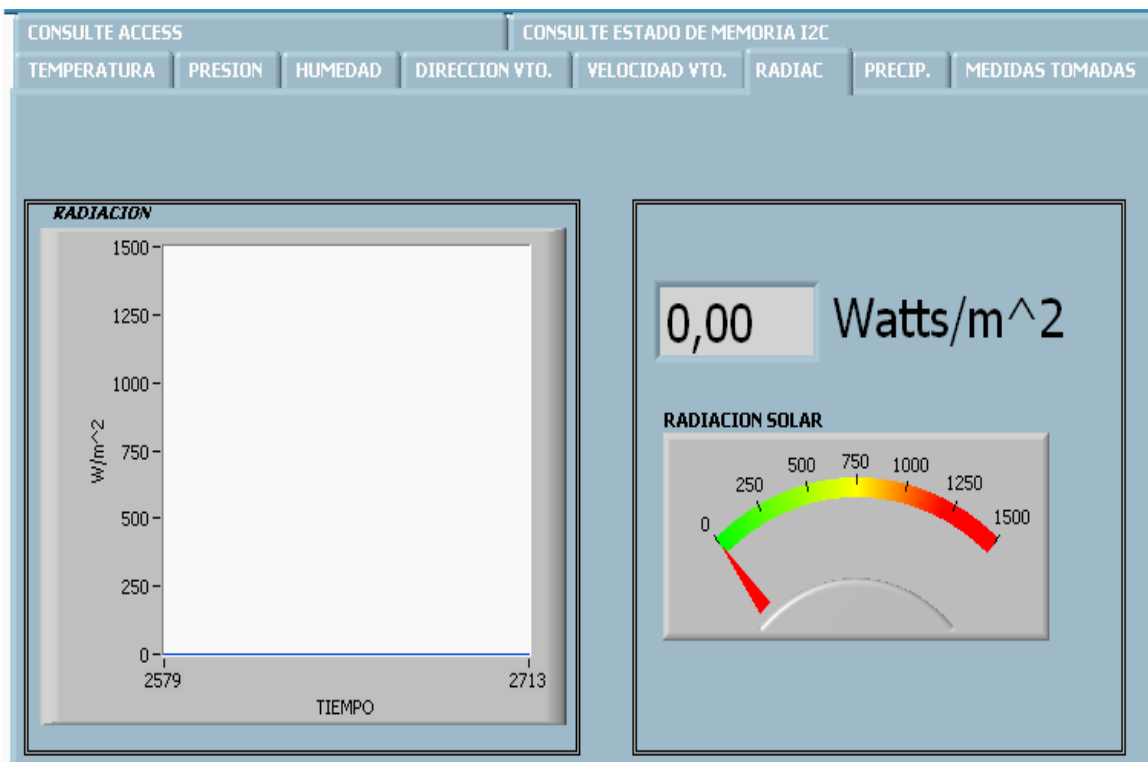 CONSULTE ACCESS
CONSULTE ESTADO DE MEMORIA I2C
TEMPERATURA
PRESION
HUMEDAD
DIRECCION VTO.
VELOCIDAD VTO.
RADIAC
PRECIP.
MEDIDAS TOMADAS
RADIACION
1500
1250
1000
750
500
250
0
W/m^2
2579
2713
TIEMPO
0,00
Watts/m^2
RADIACION SOLAR
0
250
500
750
1000
1250
1500